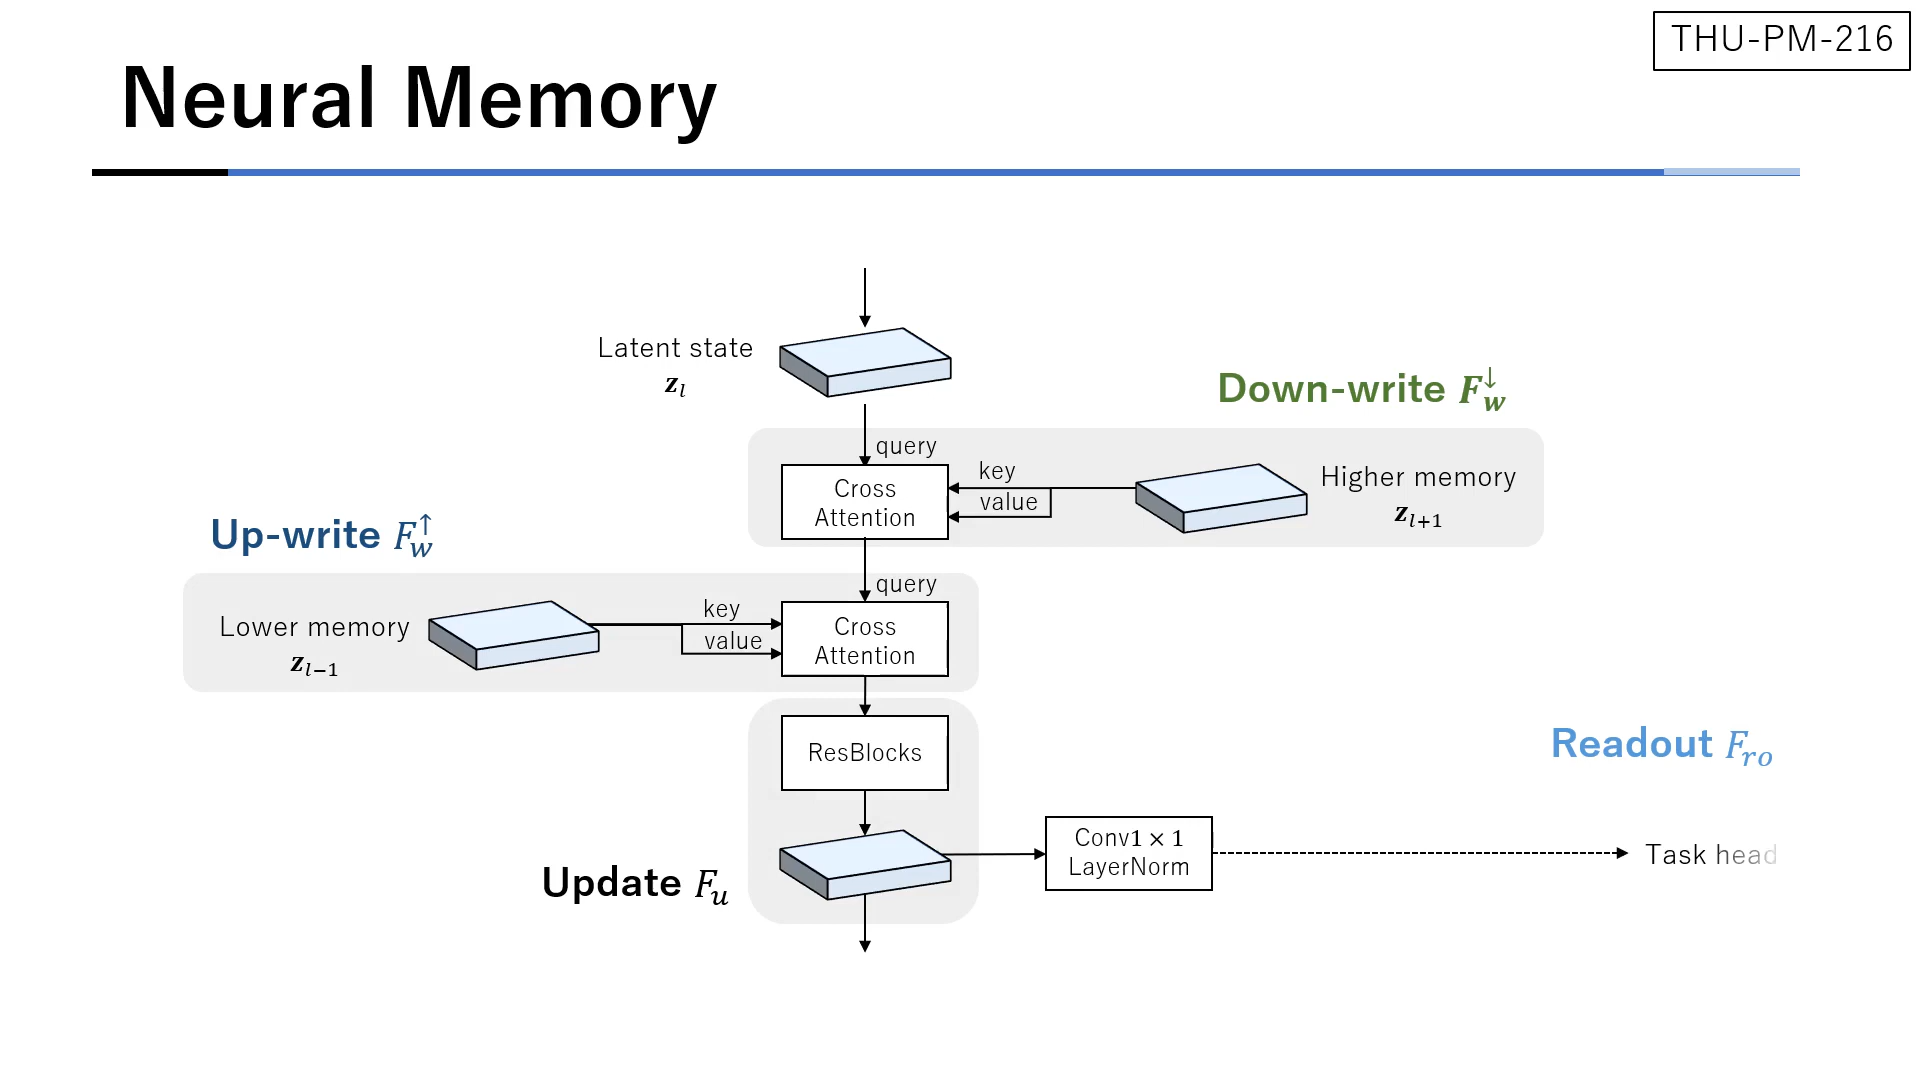 THU-PM-216
Neural Memory
Latent state
𝒛_l
Down-write 𝑭_w^↓
query
key
value
Cross
Attention
Higher memory
𝒛_{l+1}
Up-write F_w^↑
query
key
value
Cross
Attention
Lower memory
𝒛_{l−1}
ResBlocks
Readout F_{ro}
Conv1 × 1
LayerNorm
Task head
Update F_u